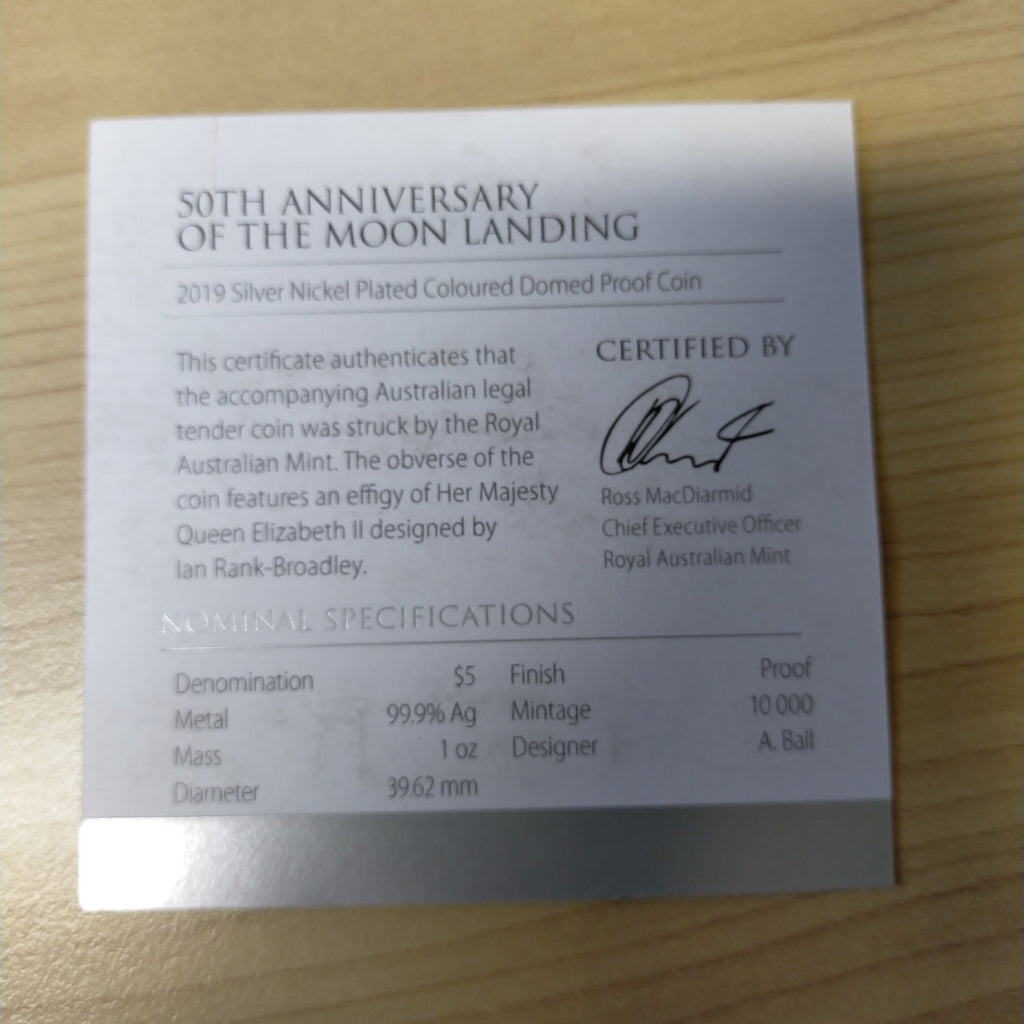 50TH ANNIVERSARY
OF THE MOON LANDING
2019 Silver Nickel Plated Coloured Domed Proof Coin
This certificate authenticates that
the accompanying Australian legal
tender coin was struck by the Royal
Australian Mint. The obverse of the
coin features an effigy of Her Majesty
Queen Elizabeth II designed by
Ian Rank-Broadley.
CERTIFIED BY
Ross MacDiarmid
Chief Executive Officer
Royal Australian Mint
NOMINAL SPECIFICATIONS
Denomination $5 Finish Proof
Metal 99.9% Ag Mintage 10 000
Mass 1 oz Designer A. Ball
Diameter 39.62 mm